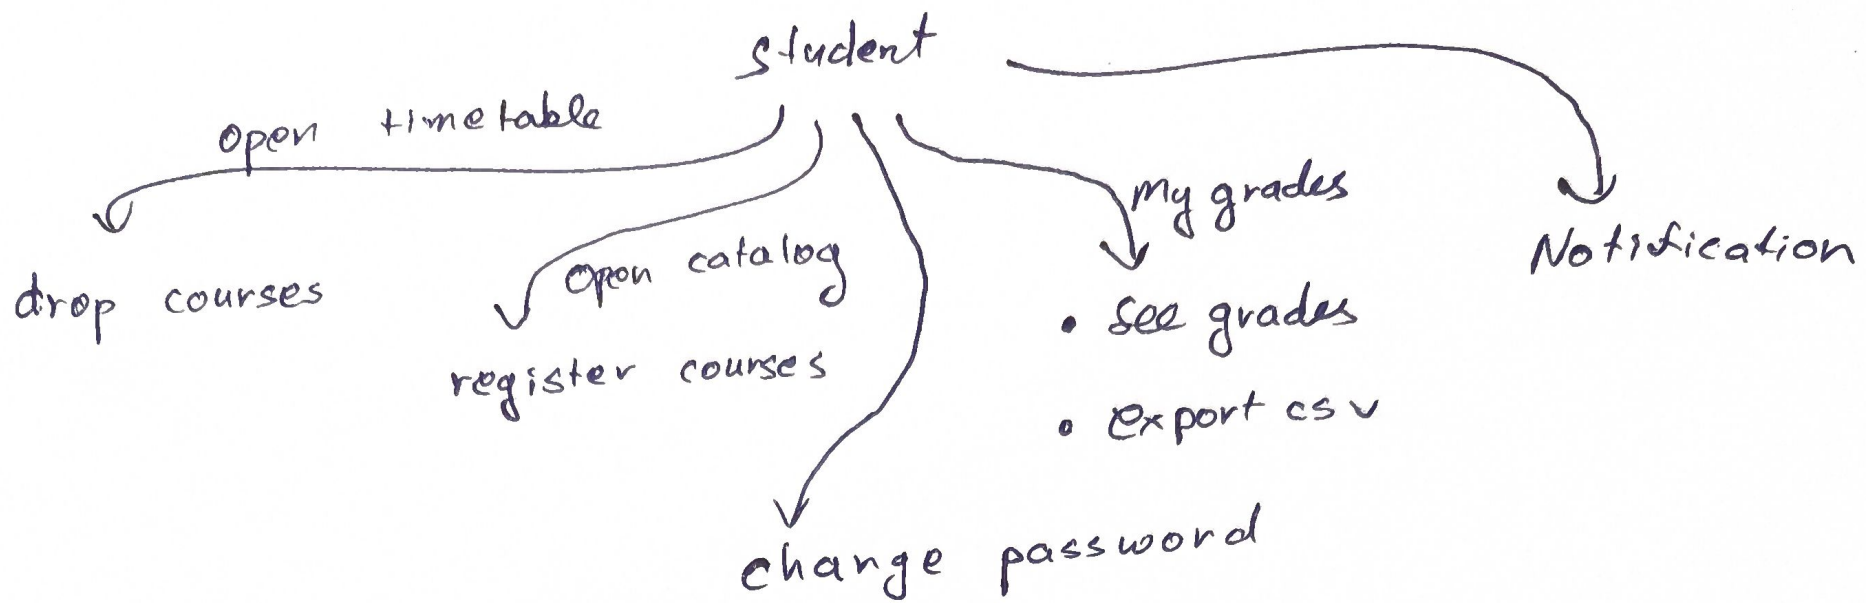 Student
open timetable
My grades
Notification
open catalog
drop courses
• see grades
register courses
• export csv
change password